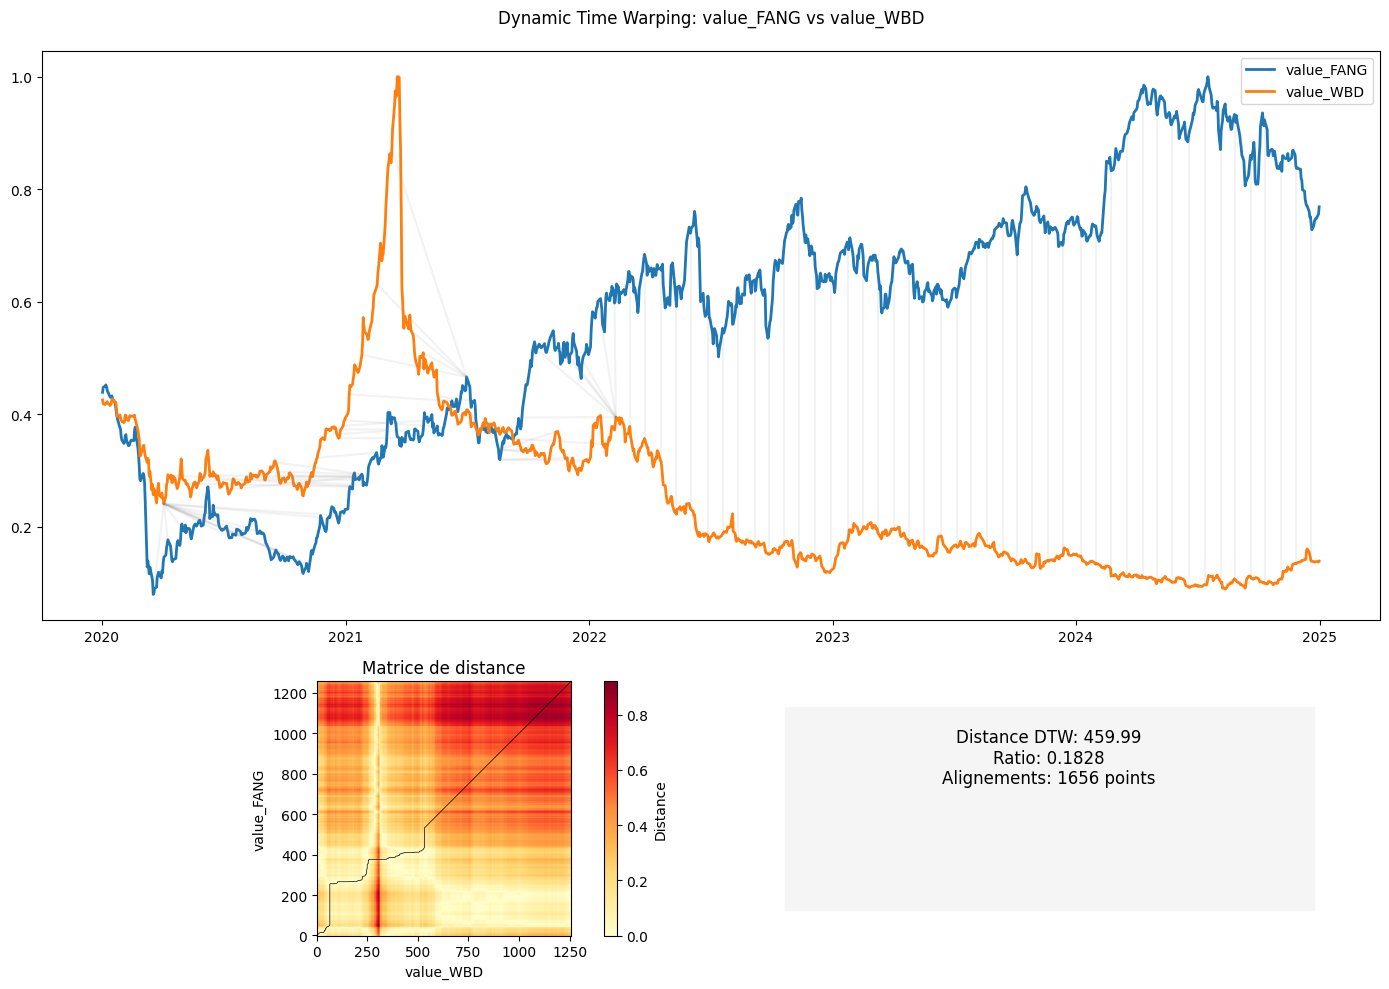 Dynamic Time Warping: value_FANG vs value_WBD
value_FANG
value_WBD
1.0
0.8
0.6
0.4
0.2
2020 2021 2022 2023 2024 2025
Matrice de distance
value_FANG
1200
1000
800
600
400
200
0
0 250 500 750 1000 1250
value_WBD
0.8
0.6
0.4
0.2
0.0
Distance
Distance DTW: 459.99
Ratio: 0.1828
Alignements: 1656 points